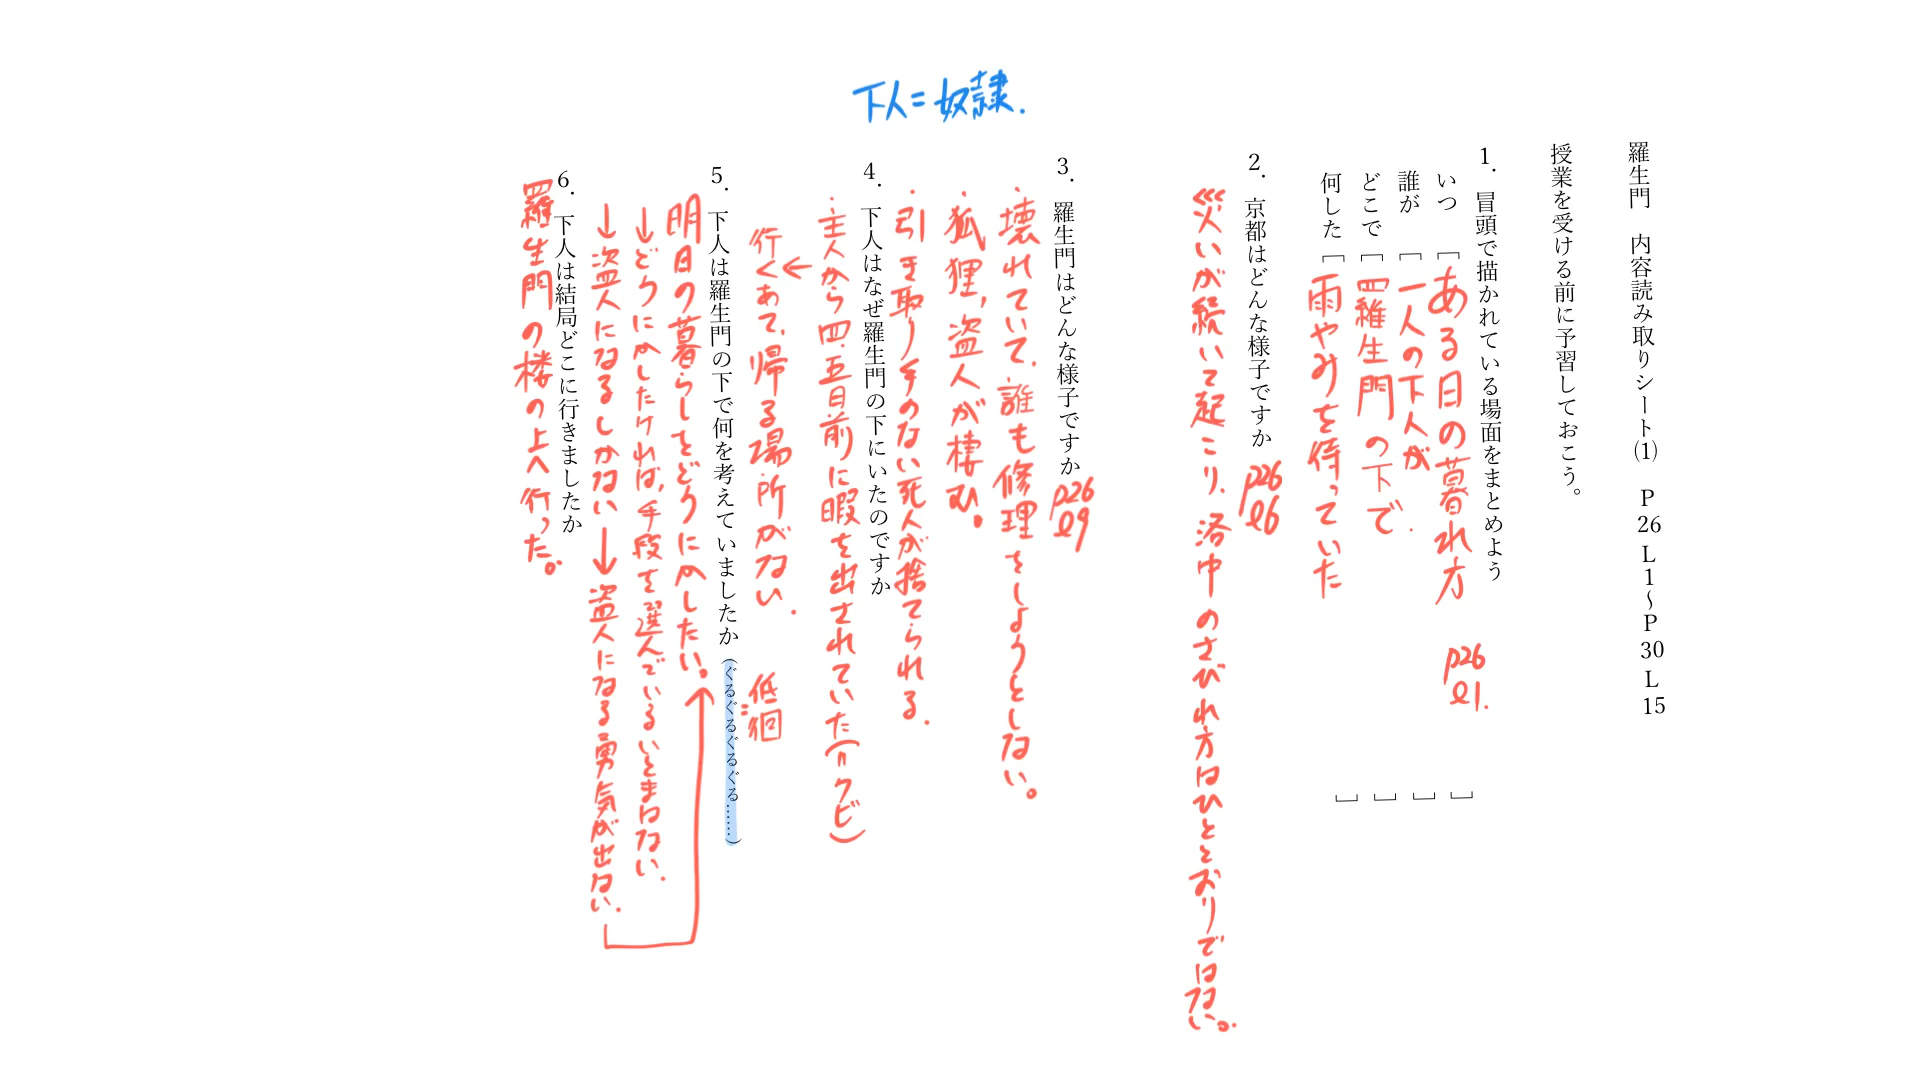 下人=奴隷.
羅生門　内容読み取りシート(1)　P26L1〜P30L15
授業を受ける前に予習しておこう。
1．冒頭で描かれている場面をまとめよう
いつ［ある日の暮れ方 p26 l1.］
誰が［一人の下人が］
どこで［羅生門の下で.］
何した［雨やみを待っていた］
2．京都はどんな様子ですか p26 l6
災いが続いて起こり、洛中のさびれ方はひととおりではない。
3．羅生門はどんな様子ですか p26 l9
・壊れていて、誰も修理をしようとしない。
・狐狸,盗人が棲む。
・引き取り手のない死人が捨てられる.
4．下人はなぜ羅生門の下にいたのですか
・主人から四、五日前に暇を出されていた(=クビ)
←行くあて、帰る場所がない.
5．下人は羅生門の下で何を考えていましたか（ぐるぐるぐるぐる……）
=低徊
明日の暮らしをどうにかしたい。
↓どうにかしたければ,手段を選んでいるいとまはない.
↓盗人になるしかない→盗人になる勇気が出ない.
6．下人は結局どこに行きましたか
羅生門の楼の上へ行った。